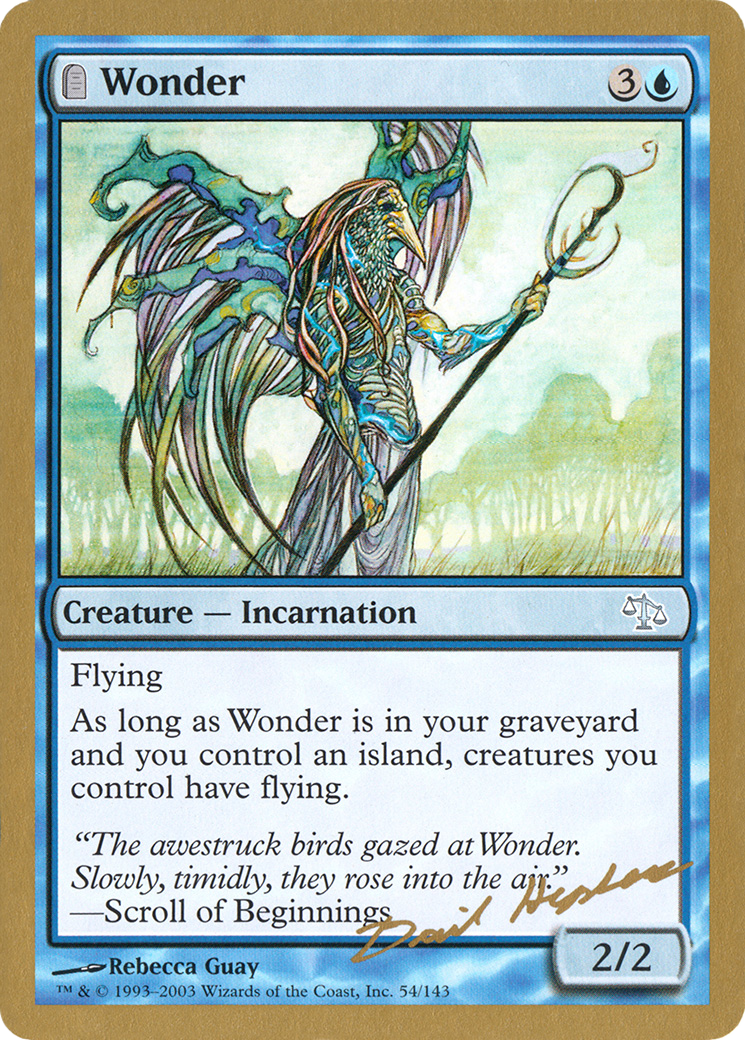 Wonder 3
Creature — Incarnation
Flying
As long as Wonder is in your graveyard
and you control an island, creatures you
control have flying.
“The awestruck birds gazed at Wonder.
Slowly, timidly, they rose into the air.”
—Scroll of Beginnings
2/2
Rebecca Guay
™ & © 1993–2003 Wizards of the Coast, Inc. 54/143